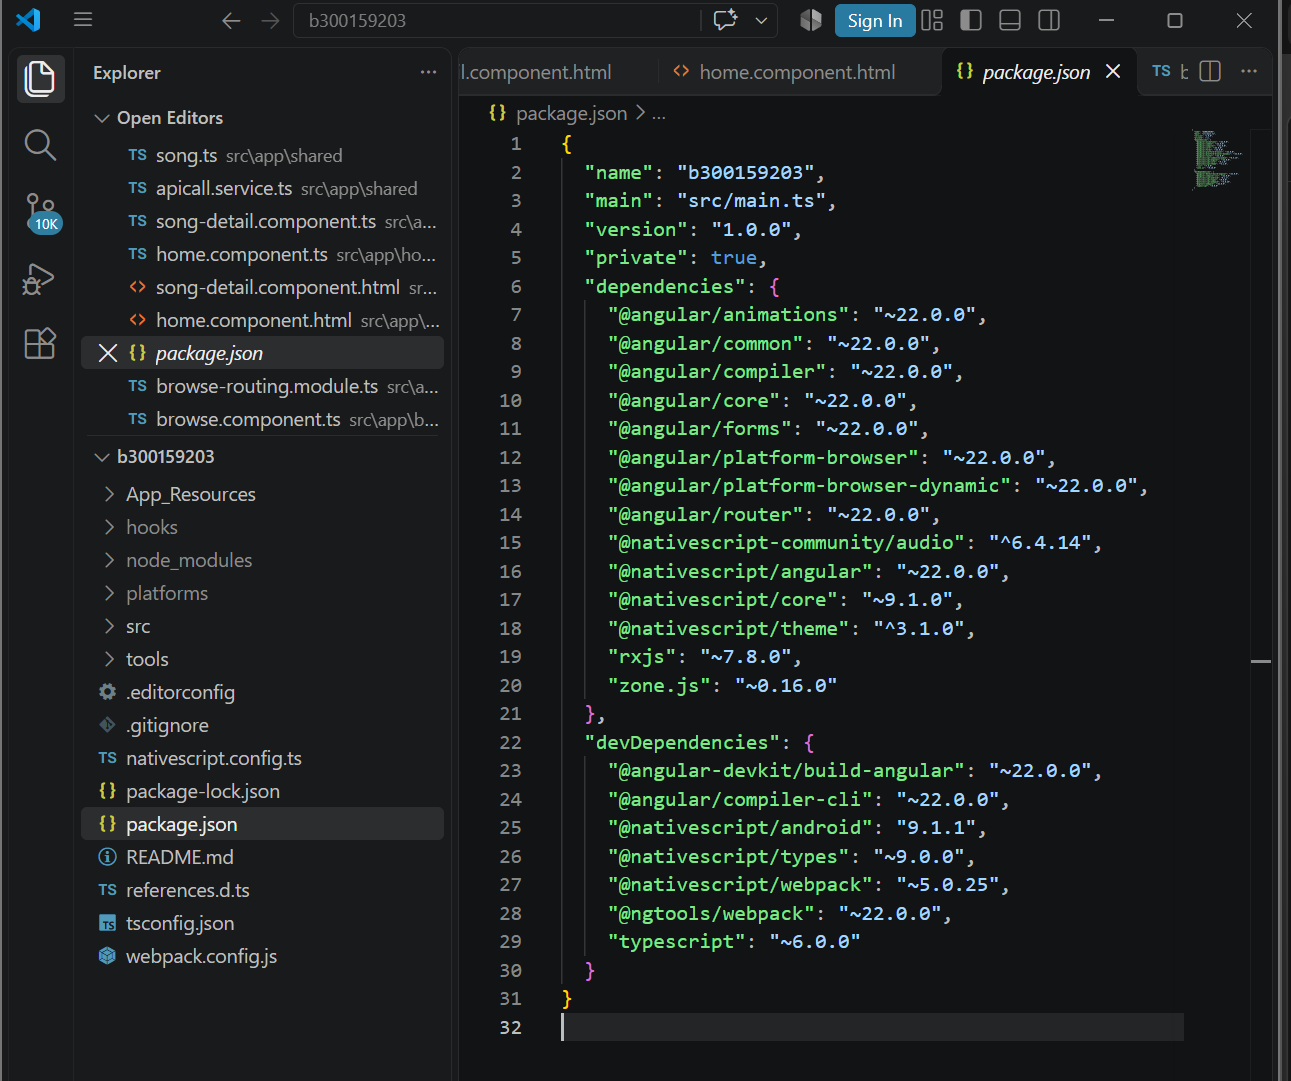 b300159203
Sign In
Explorer
Open Editors
TS song.ts src\app\shared
TS apicall.service.ts src\app\shared
TS song-detail.component.ts src\a...
TS home.component.ts src\app\ho...
<> song-detail.component.html sr...
<> home.component.html src\app\...
{} package.json
TS browse-routing.module.ts src\a...
TS browse.component.ts src\app\b...
b300159203
App_Resources
hooks
node_modules
platforms
src
tools
.editorconfig
.gitignore
TS nativescript.config.ts
{} package-lock.json
{} package.json
README.md
TS references.d.ts
TS tsconfig.json
webpack.config.js
10K
l.component.html
<> home.component.html
{} package.json
TS b
{} package.json > ...
1 {
2 "name": "b300159203",
3 "main": "src/main.ts",
4 "version": "1.0.0",
5 "private": true,
6 "dependencies": {
7 "@angular/animations": "~22.0.0",
8 "@angular/common": "~22.0.0",
9 "@angular/compiler": "~22.0.0",
10 "@angular/core": "~22.0.0",
11 "@angular/forms": "~22.0.0",
12 "@angular/platform-browser": "~22.0.0",
13 "@angular/platform-browser-dynamic": "~22.0.0",
14 "@angular/router": "~22.0.0",
15 "@nativescript-community/audio": "^6.4.14",
16 "@nativescript/angular": "~22.0.0",
17 "@nativescript/core": "~9.1.0",
18 "@nativescript/theme": "^3.1.0",
19 "rxjs": "~7.8.0",
20 "zone.js": "~0.16.0"
21 },
22 "devDependencies": {
23 "@angular-devkit/build-angular": "~22.0.0",
24 "@angular/compiler-cli": "~22.0.0",
25 "@nativescript/android": "9.1.1",
26 "@nativescript/types": "~9.0.0",
27 "@nativescript/webpack": "~5.0.25",
28 "@ngtools/webpack": "~22.0.0",
29 "typescript": "~6.0.0"
30 }
31 }
32